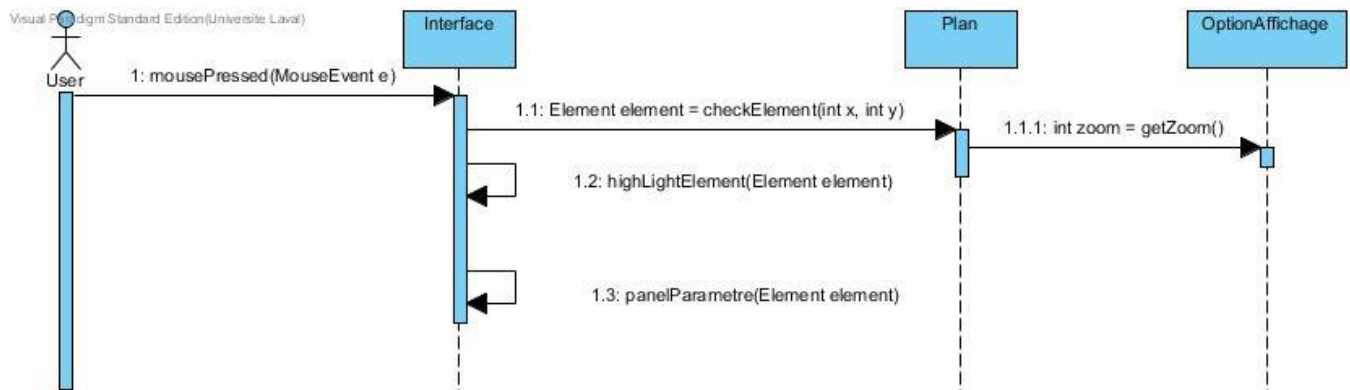 Visual Paradigm Standard Edition(Universite Laval)
Interface
Plan
OptionAffichage
User
1: mousePressed(MouseEvent e)
1.1: Element element = checkElement(int x, int y)
1.1.1: int zoom = getZoom()
1.2: highLightElement(Element element)
1.3: panelParametre(Element element)